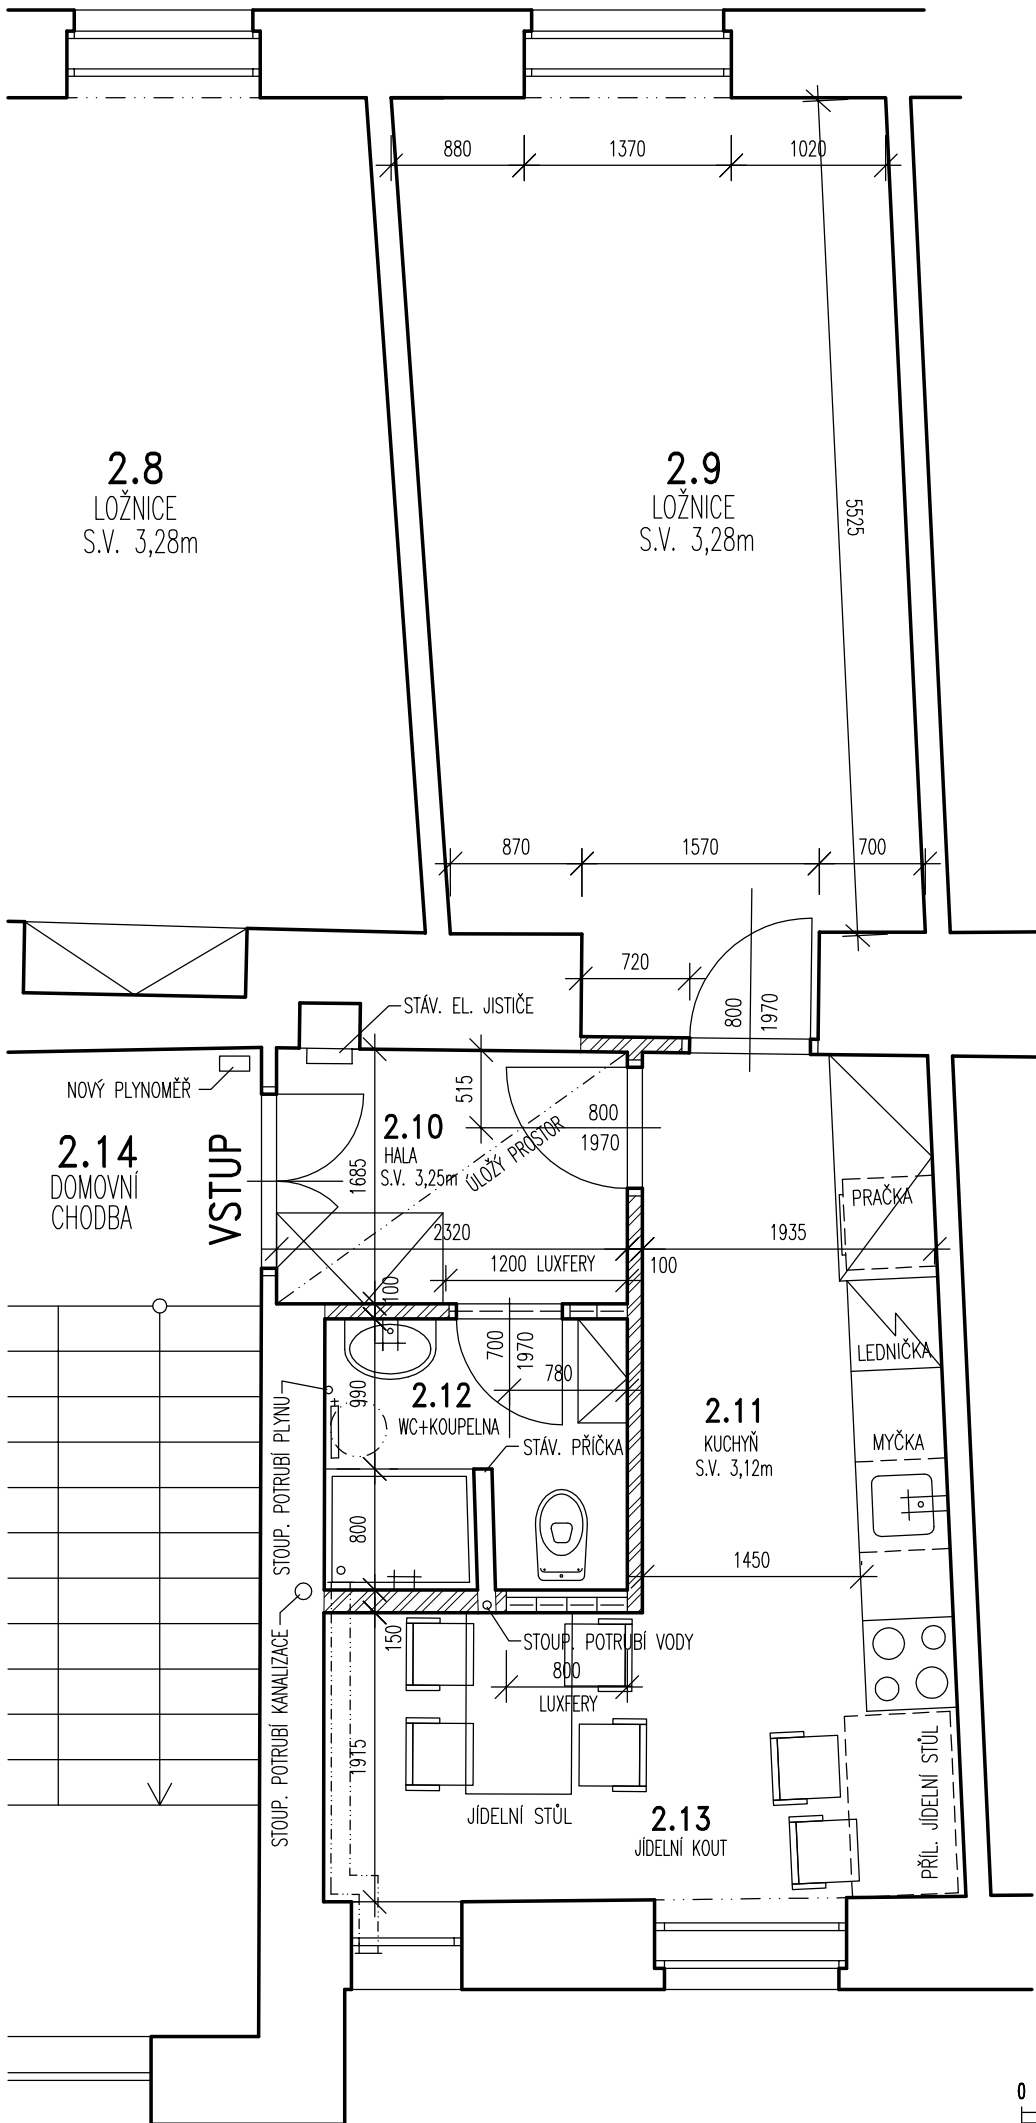 880
1370
1020
2.8
LOŽNICE
S.V. 3,28m
2.9
LOŽNICE
S.V. 3,28m
5525
870
1570
700
720
800
1970
STÁV. EL. JISTIČE
NOVÝ PLYNOMĚR
515
2.10
HALA
S.V. 3,25m
ÚLOŽY PROSTOR
800
1970
2.14
DOMOVNÍ
CHODBA
VSTUP
1685
PRAČKA
2320
1935
1200 LUXFERY
100
100
700
1970
LEDNIČKA
780
990
2.12
WC+KOUPELNA
2.11
KUCHYŇ
S.V. 3,12m
STÁV. PŘÍČKA
MYČKA
STOUP. POTRUBÍ PLYNU
800
1450
150
STOUP. POTRUBÍ VODY
STOUP. POTRUBÍ KANALIZACE
800
LUXFERY
1915
JÍDELNÍ STŮL
2.13
JÍDELNÍ KOUT
PŘÍL. JÍDELNÍ STŮL
0